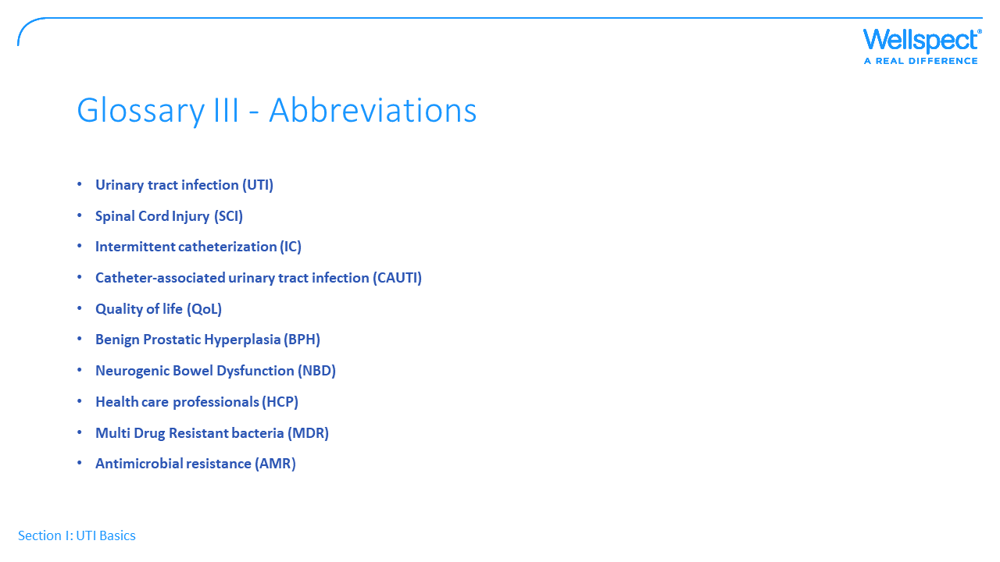 Wellspect®
A REAL DIFFERENCE
Glossary III - Abbreviations
• Urinary tract infection (UTI)
• Spinal Cord Injury (SCI)
• Intermittent catheterization (IC)
• Catheter-associated urinary tract infection (CAUTI)
• Quality of life (QoL)
• Benign Prostatic Hyperplasia (BPH)
• Neurogenic Bowel Dysfunction (NBD)
• Health care professionals (HCP)
• Multi Drug Resistant bacteria (MDR)
• Antimicrobial resistance (AMR)
Section I: UTI Basics